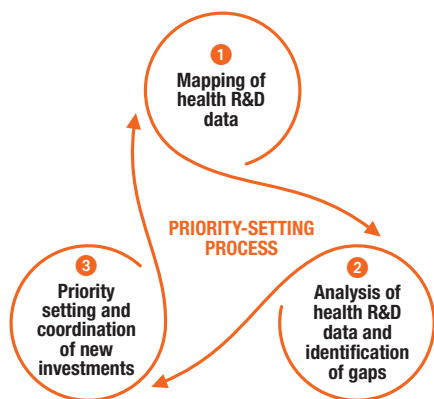 1
Mapping of
health R&D
data
PRIORITY-SETTING
PROCESS
2
Analysis of
health R&D
data and
identification
of gaps
3
Priority
setting and
coordination
of new
investments